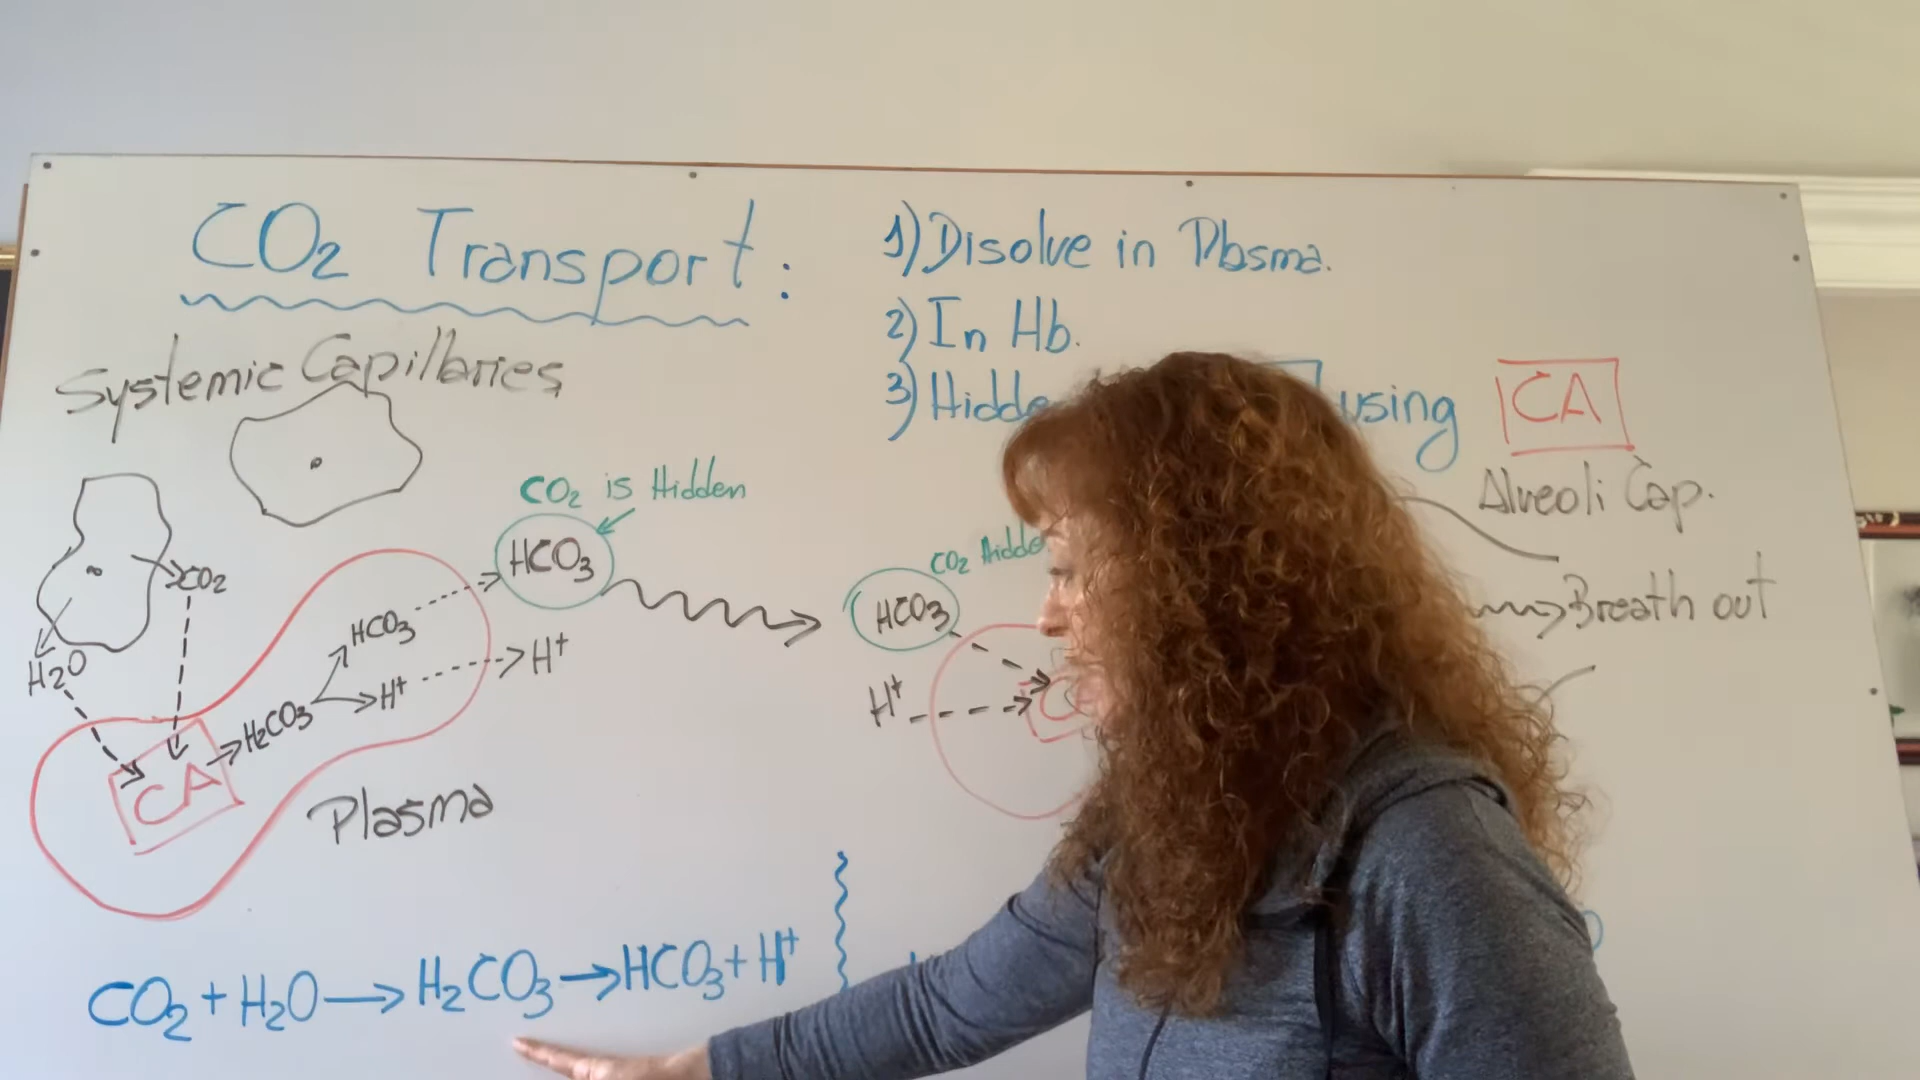 CO2 Transport:
1) Disolve in Plasma.
2) In Hb.
3) Hidde using CA
Systemic Capillaries
Alveoli Cap.
CO2 is Hidden
HCO3
CO2 Hidde
CO2
HCO3
HCO3
Breath out
H2O
H+
H+
H+
H2CO3
CA
Plasma
CO2 + H2O → H2CO3 → HCO3 + H+